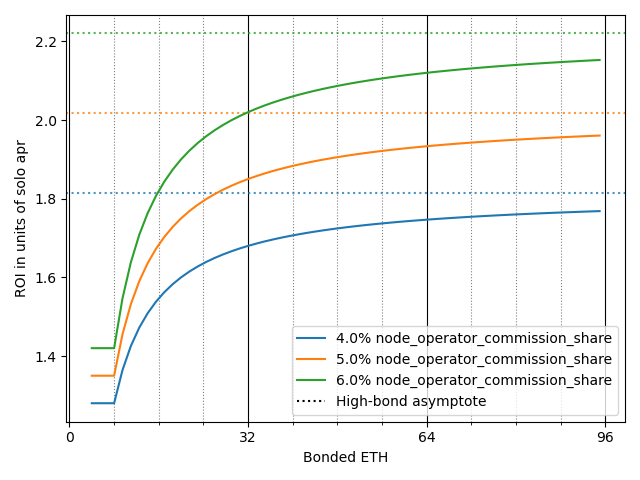 ROI in units of solo apr
2.2
2.0
1.8
1.6
1.4
4.0% node_operator_commission_share
5.0% node_operator_commission_share
6.0% node_operator_commission_share
High-bond asymptote
0
32
64
96
Bonded ETH